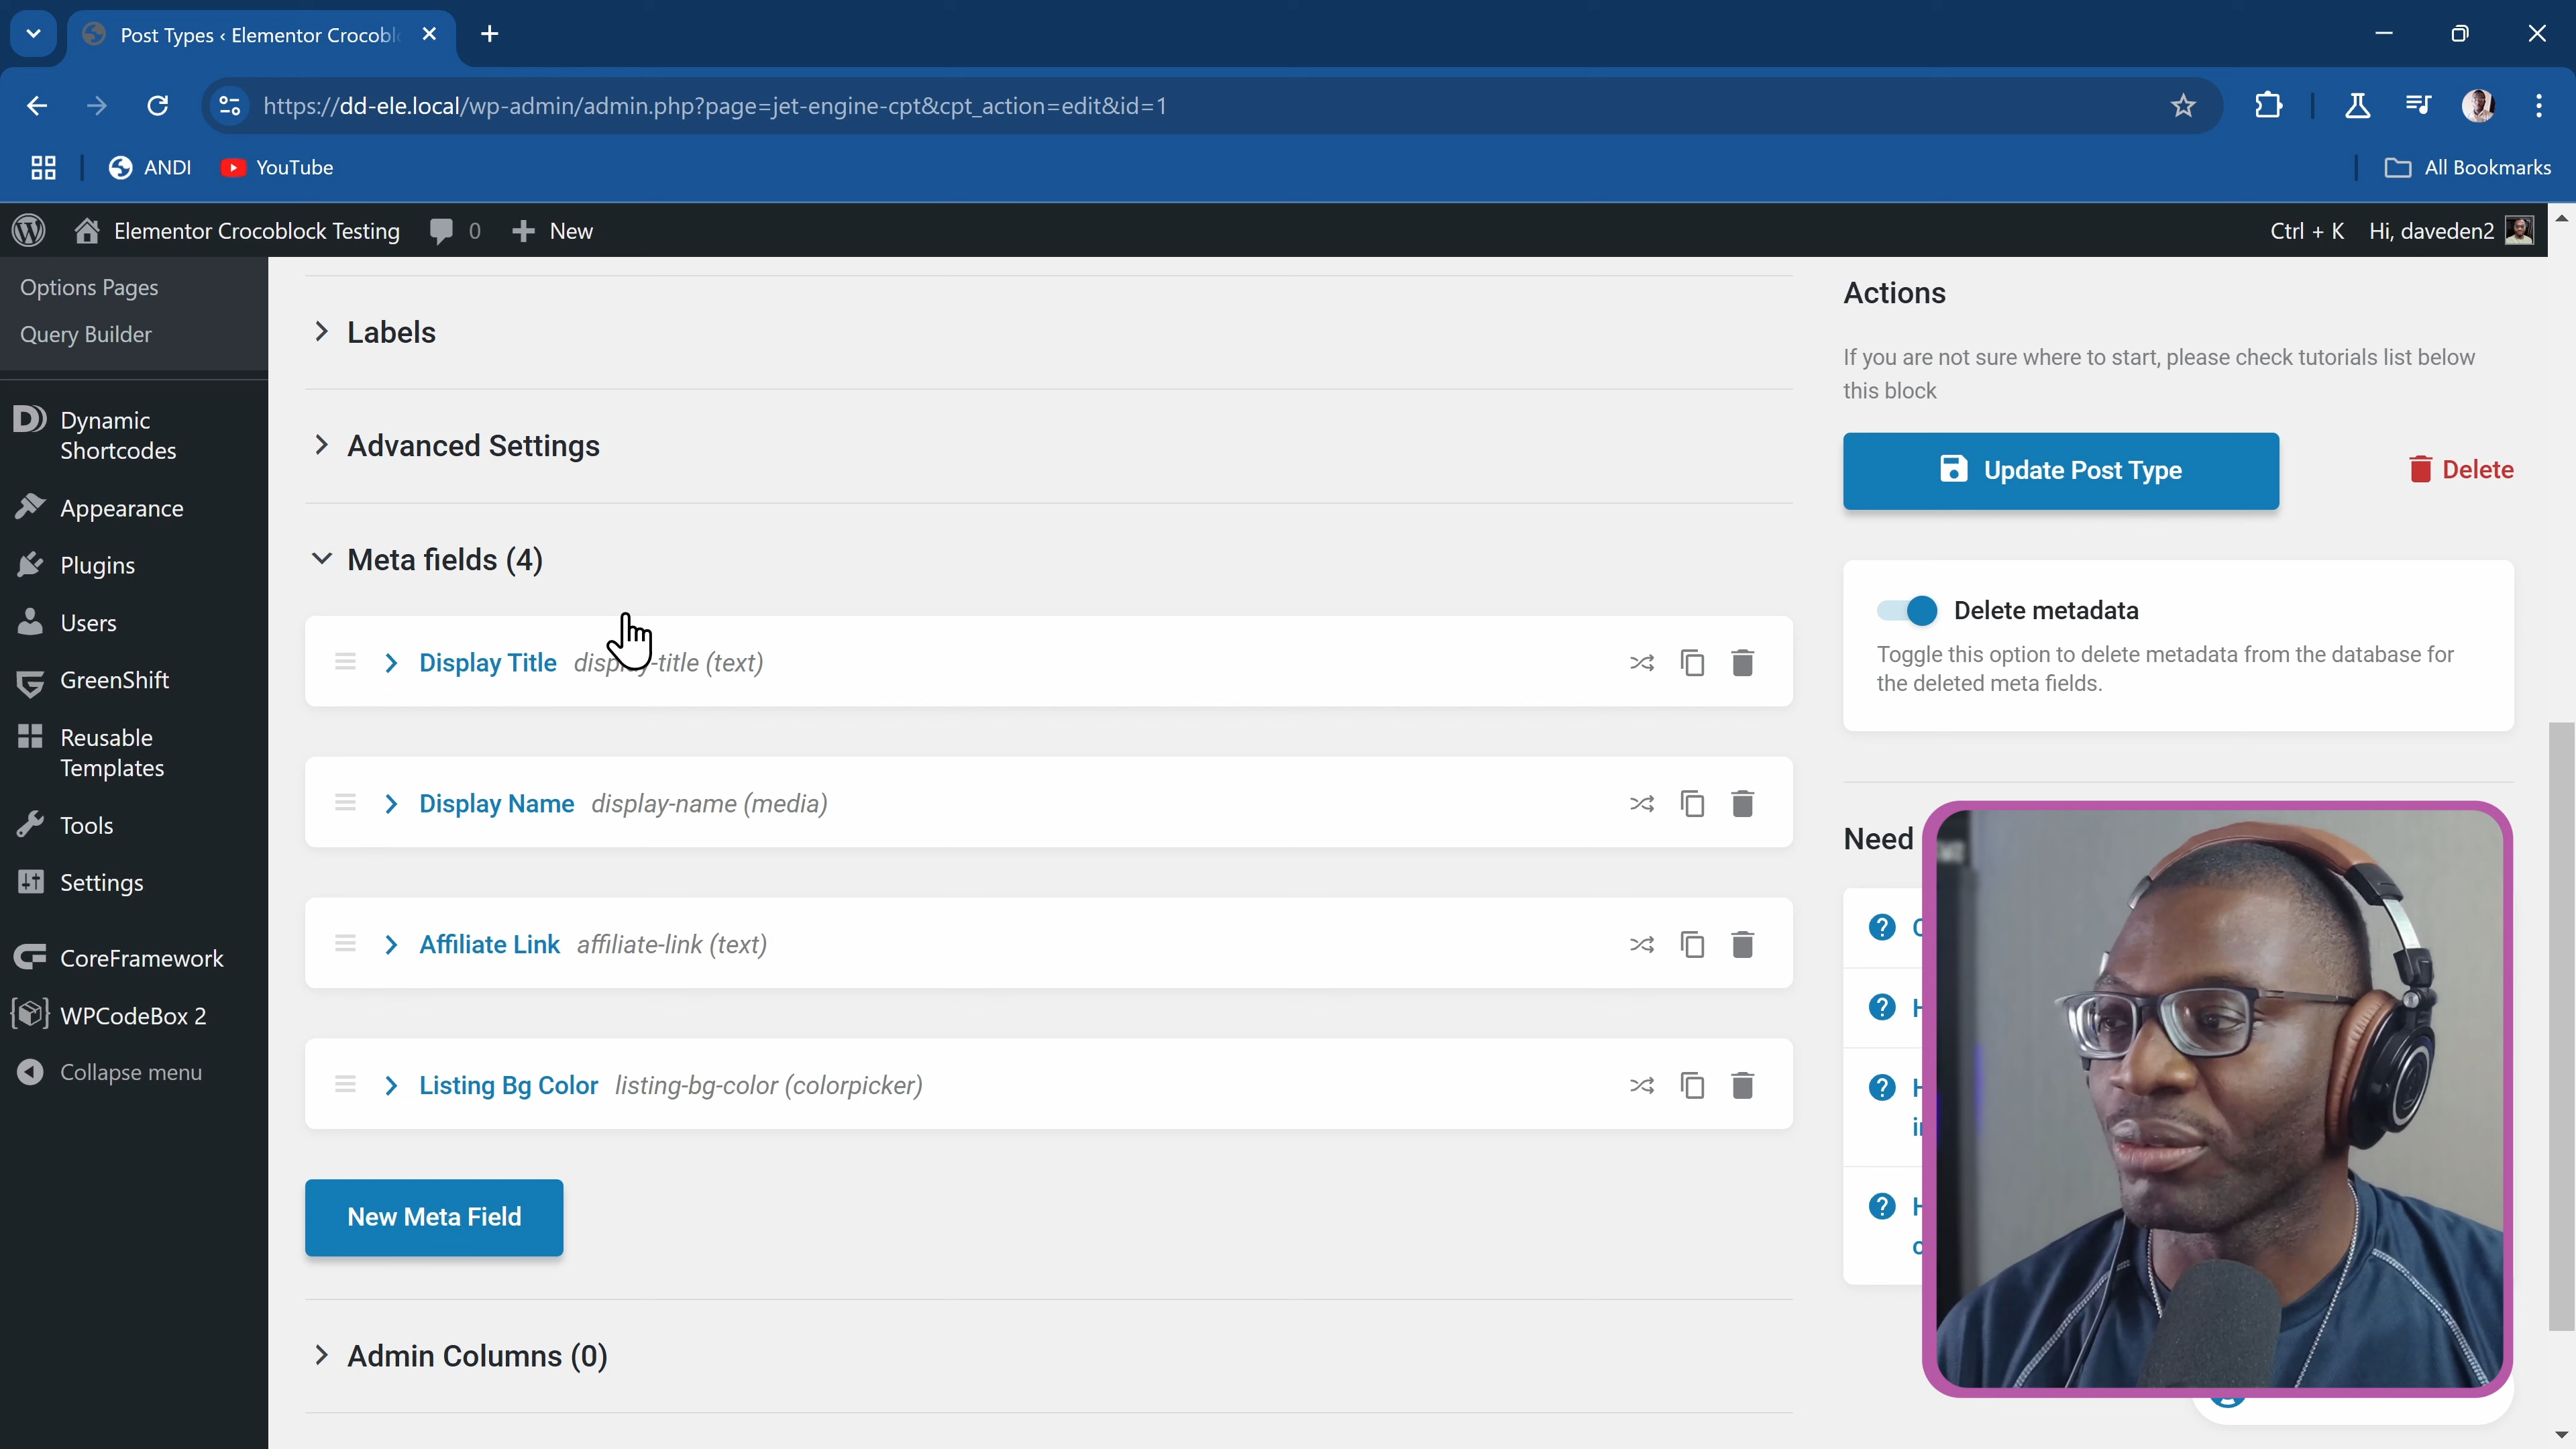 Post Types ‹ Elementor Crocobl
https://dd-ele.local/wp-admin/admin.php?page=jet-engine-cpt&cpt_action=edit&id=1
ANDI
YouTube
All Bookmarks
Elementor Crocoblock Testing
0
New
Ctrl + K
Hi, daveden2
Options Pages
Query Builder
Dynamic
Shortcodes
Appearance
Plugins
Users
GreenShift
Reusable
Templates
Tools
Settings
CoreFramework
WPCodeBox 2
Collapse menu
Labels
Advanced Settings
Meta fields (4)
Display Title display-title (text)
Display Name display-name (media)
Affiliate Link affiliate-link (text)
Listing Bg Color listing-bg-color (colorpicker)
New Meta Field
Admin Columns (0)
Actions
If you are not sure where to start, please check tutorials list below
this block
Update Post Type
Delete
Delete metadata
Toggle this option to delete metadata from the database for
the deleted meta fields.
Need